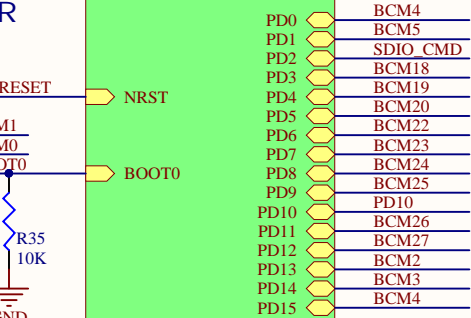 R
PD0 BCM4
PD1 BCM5
PD2 SDIO_CMD
PD3 BCM18
RESET NRST PD4 BCM19
PD5 BCM20
M1 PD6 BCM22
M0 PD7 BCM23
OT0 BOOT0 PD8 BCM24
PD9 BCM25
PD10 PD10
PD11 BCM26
R35 PD12 BCM27
10K PD13 BCM2
PD14 BCM3
PD15 BCM4